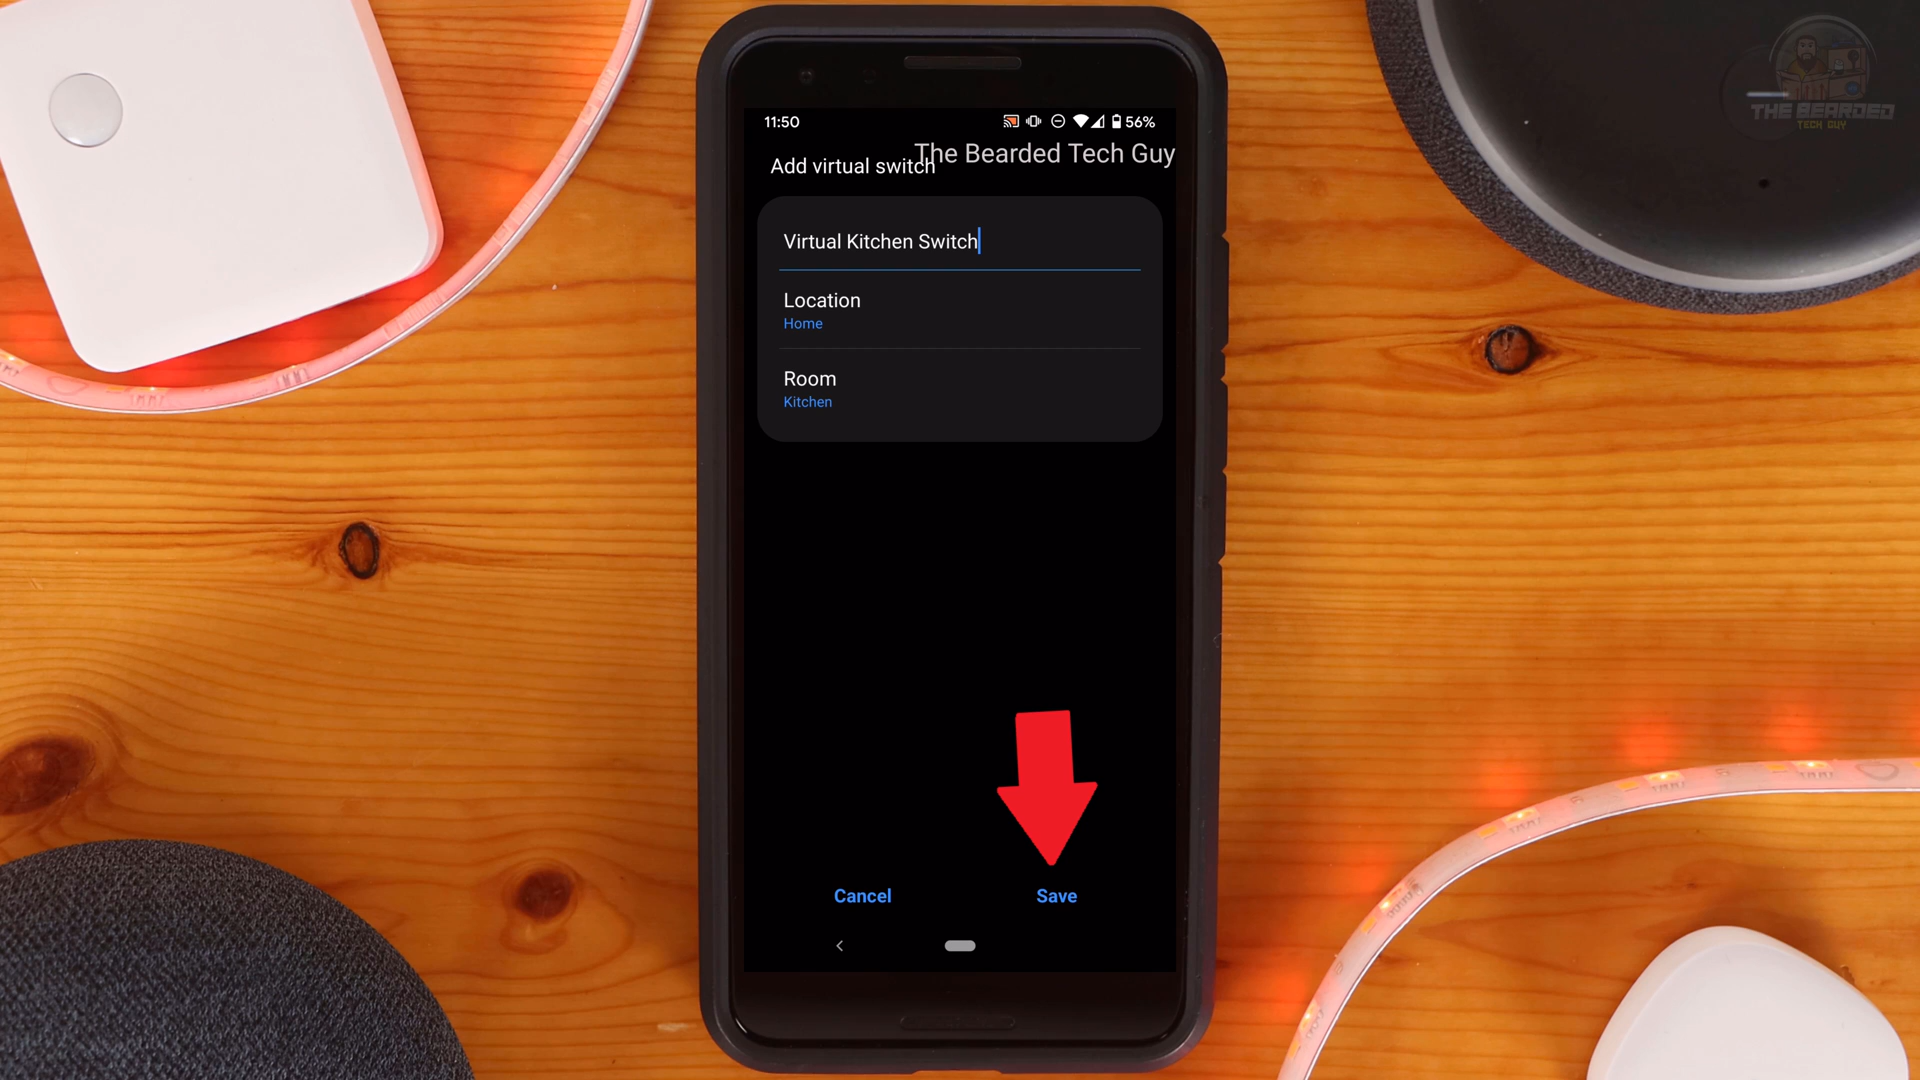 THE BEARDED
TECH GUY
11:50
56%
The Bearded Tech Guy
Add virtual switch
Virtual Kitchen Switch
Location
Home
Room
Kitchen
Cancel
Save